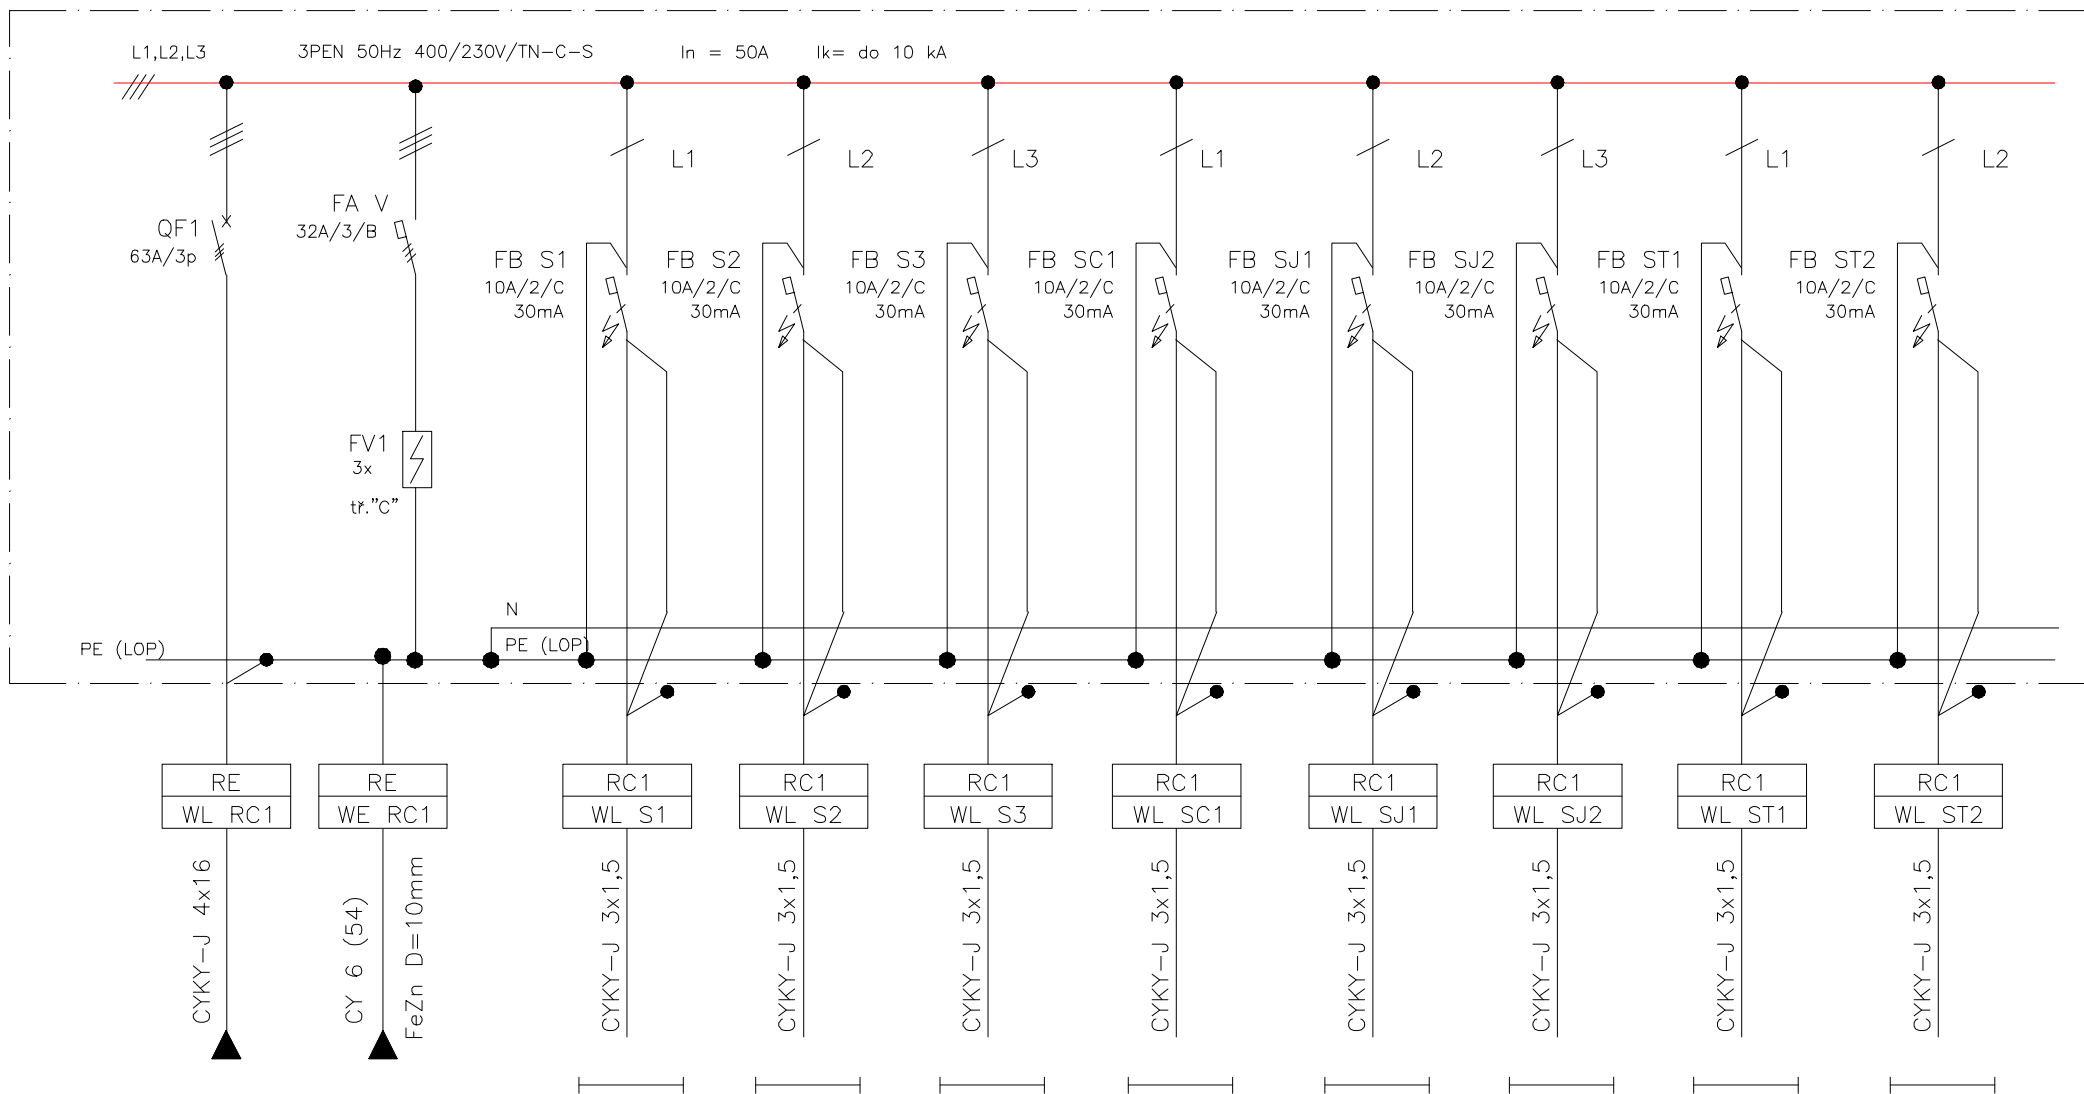 L1,L2,L3 3PEN 50Hz 400/230V/TN-C-S In = 50A Ik= do 10 kA
L1 L2 L3 L1 L2 L3 L1 L2
QF1
63A/3p
FA V
32A/3/B
FB S1
10A/2/C
30mA
FB S2
10A/2/C
30mA
FB S3
10A/2/C
30mA
FB SC1
10A/2/C
30mA
FB SJ1
10A/2/C
30mA
FB SJ2
10A/2/C
30mA
FB ST1
10A/2/C
30mA
FB ST2
10A/2/C
30mA
FV1
3x
tř."C"
N
PE (LOP)
PE (LOP)
RE
WL RC1
RE
WE RC1
RC1
WL S1
RC1
WL S2
RC1
WL S3
RC1
WL SC1
RC1
WL SJ1
RC1
WL SJ2
RC1
WL ST1
RC1
WL ST2
CYKY-J 4x16
CY 6 (54)
FeZn D=10mm
CYKY-J 3x1,5
CYKY-J 3x1,5
CYKY-J 3x1,5
CYKY-J 3x1,5
CYKY-J 3x1,5
CYKY-J 3x1,5
CYKY-J 3x1,5
CYKY-J 3x1,5